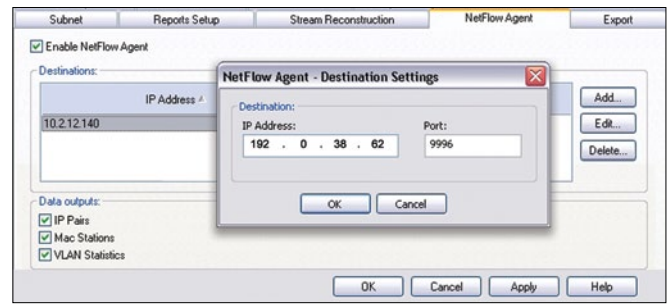 Subnet Reports Setup Stream Reconstruction NetFlow Agent Export
Enable NetFlow Agent
Destinations:
IP Address
10.2.12.140
Add...
Edit...
Delete...
NetFlow Agent - Destination Settings
Destination:
IP Address: Port:
192 . 0 . 38 . 62 9996
OK Cancel
Data outputs:
IP Pairs
Mac Stations
VLAN Statistics
OK Cancel Apply Help